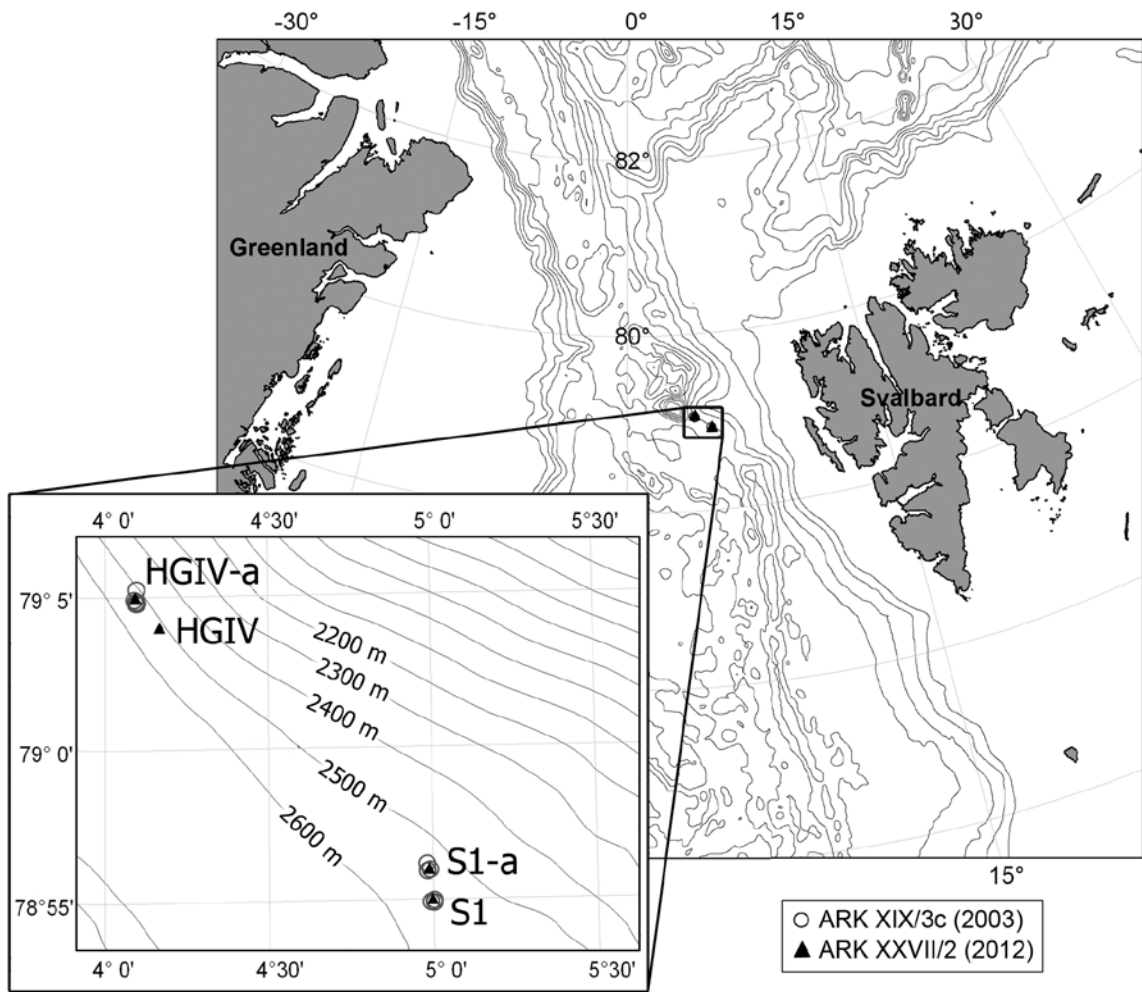 -30° -15° 0° 15° 30°
82°
Greenland
80°
Svalbard
4° 0' 4°30' 5° 0' 5°30'
HGIV-a
79° 5'
HGIV
2200 m
2300 m
2400 m
79° 0'
2500 m
2600 m
S1-a
78°55'
S1
4° 0' 4°30' 5° 0' 5°30'
15°
ARK XIX/3c (2003)
ARK XXVII/2 (2012)